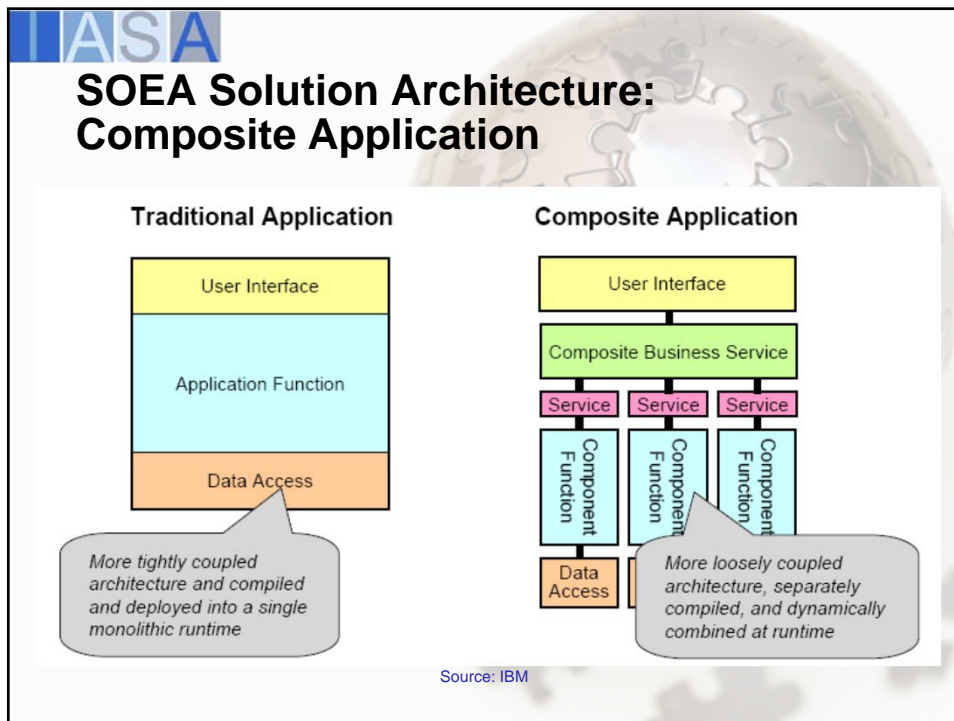 IASA
SOEA Solution Architecture:
Composite Application
Traditional Application
User Interface
Application Function
Data Access
More tightly coupled
architecture and compiled
and deployed into a single
monolithic runtime
Composite Application
User Interface
Composite Business Service
Service
Service
Service
Component
Function
Component
Function
Component
Function
Data
Access
More loosely coupled
architecture, separately
compiled, and dynamically
combined at runtime
Source: IBM